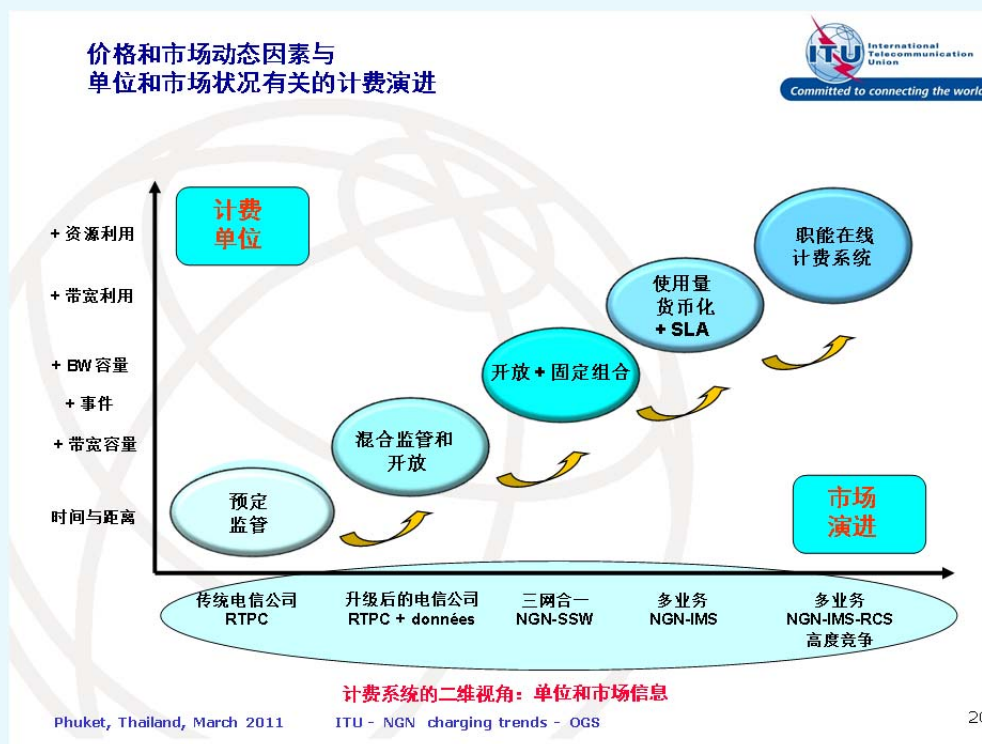 价格和市场动态因素与
单位和市场状况有关的计费演进
ITU
International
Telecommunication
Union
Committed to connecting the world
计费
单位
+ 资源利用
+ 带宽利用
+ BW 容量
+ 事件
+ 带宽容量
时间与距离
预定
监管
混合监管和
开放
开放 + 固定组合
使用量
货币化
+ SLA
职能在线
计费系统
市场
演进
传统电信公司
RTPC
升级后的电信公司
RTPC + données
三网合一
NGN-SSW
多业务
NGN-IMS
多业务
NGN-IMS-RCS
高度竞争
计费系统的二维视角：单位和市场信息
Phuket, Thailand, March 2011
ITU - NGN charging trends - OGS